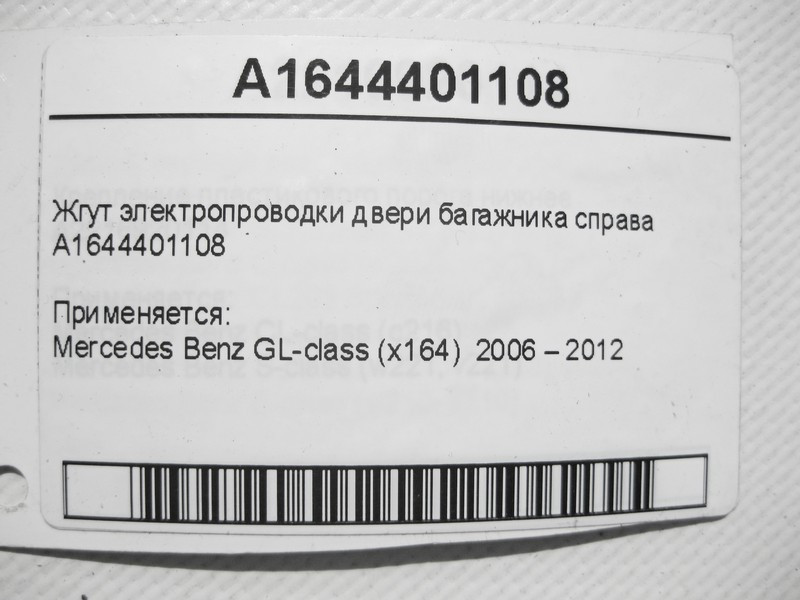 A1644401108
Жгут электропроводки двери багажника справа
A1644401108
Применяется:
Mercedes Benz GL-class (x164) 2006 – 2012